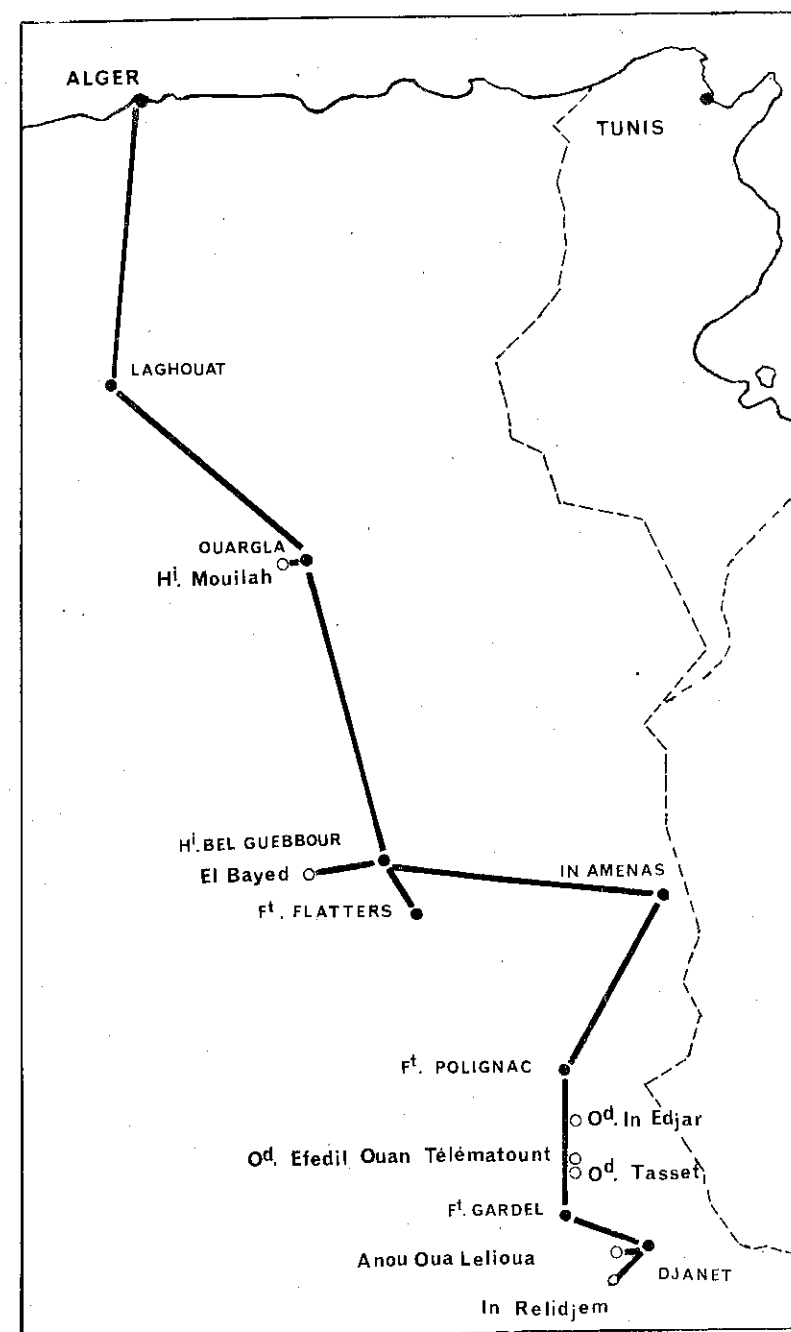 ALGER
TUNIS
LAGHOUAT
OUARGLA
Hi. Mouilah
Hi. BEL GUEBBOUR
El Bayed
IN AMENAS
Ft. FLATTERS
Ft. POLIGNAC
Od. In Edjar
Od. Efedil Ouan Télématount
Od. Tasset
Ft. GARDEL
Anou Oua Lelioua
DJANET
In Relidjem